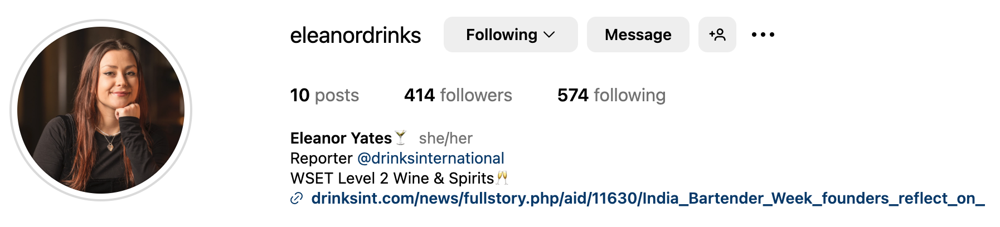 eleanordrinks Following Message
10 posts 414 followers 574 following
Eleanor Yates🍸 she/her
Reporter @drinksinternational
WSET Level 2 Wine & Spirits🥂
drinksint.com/news/fullstory.php/aid/11630/India_Bartender_Week_founders_reflect_on_